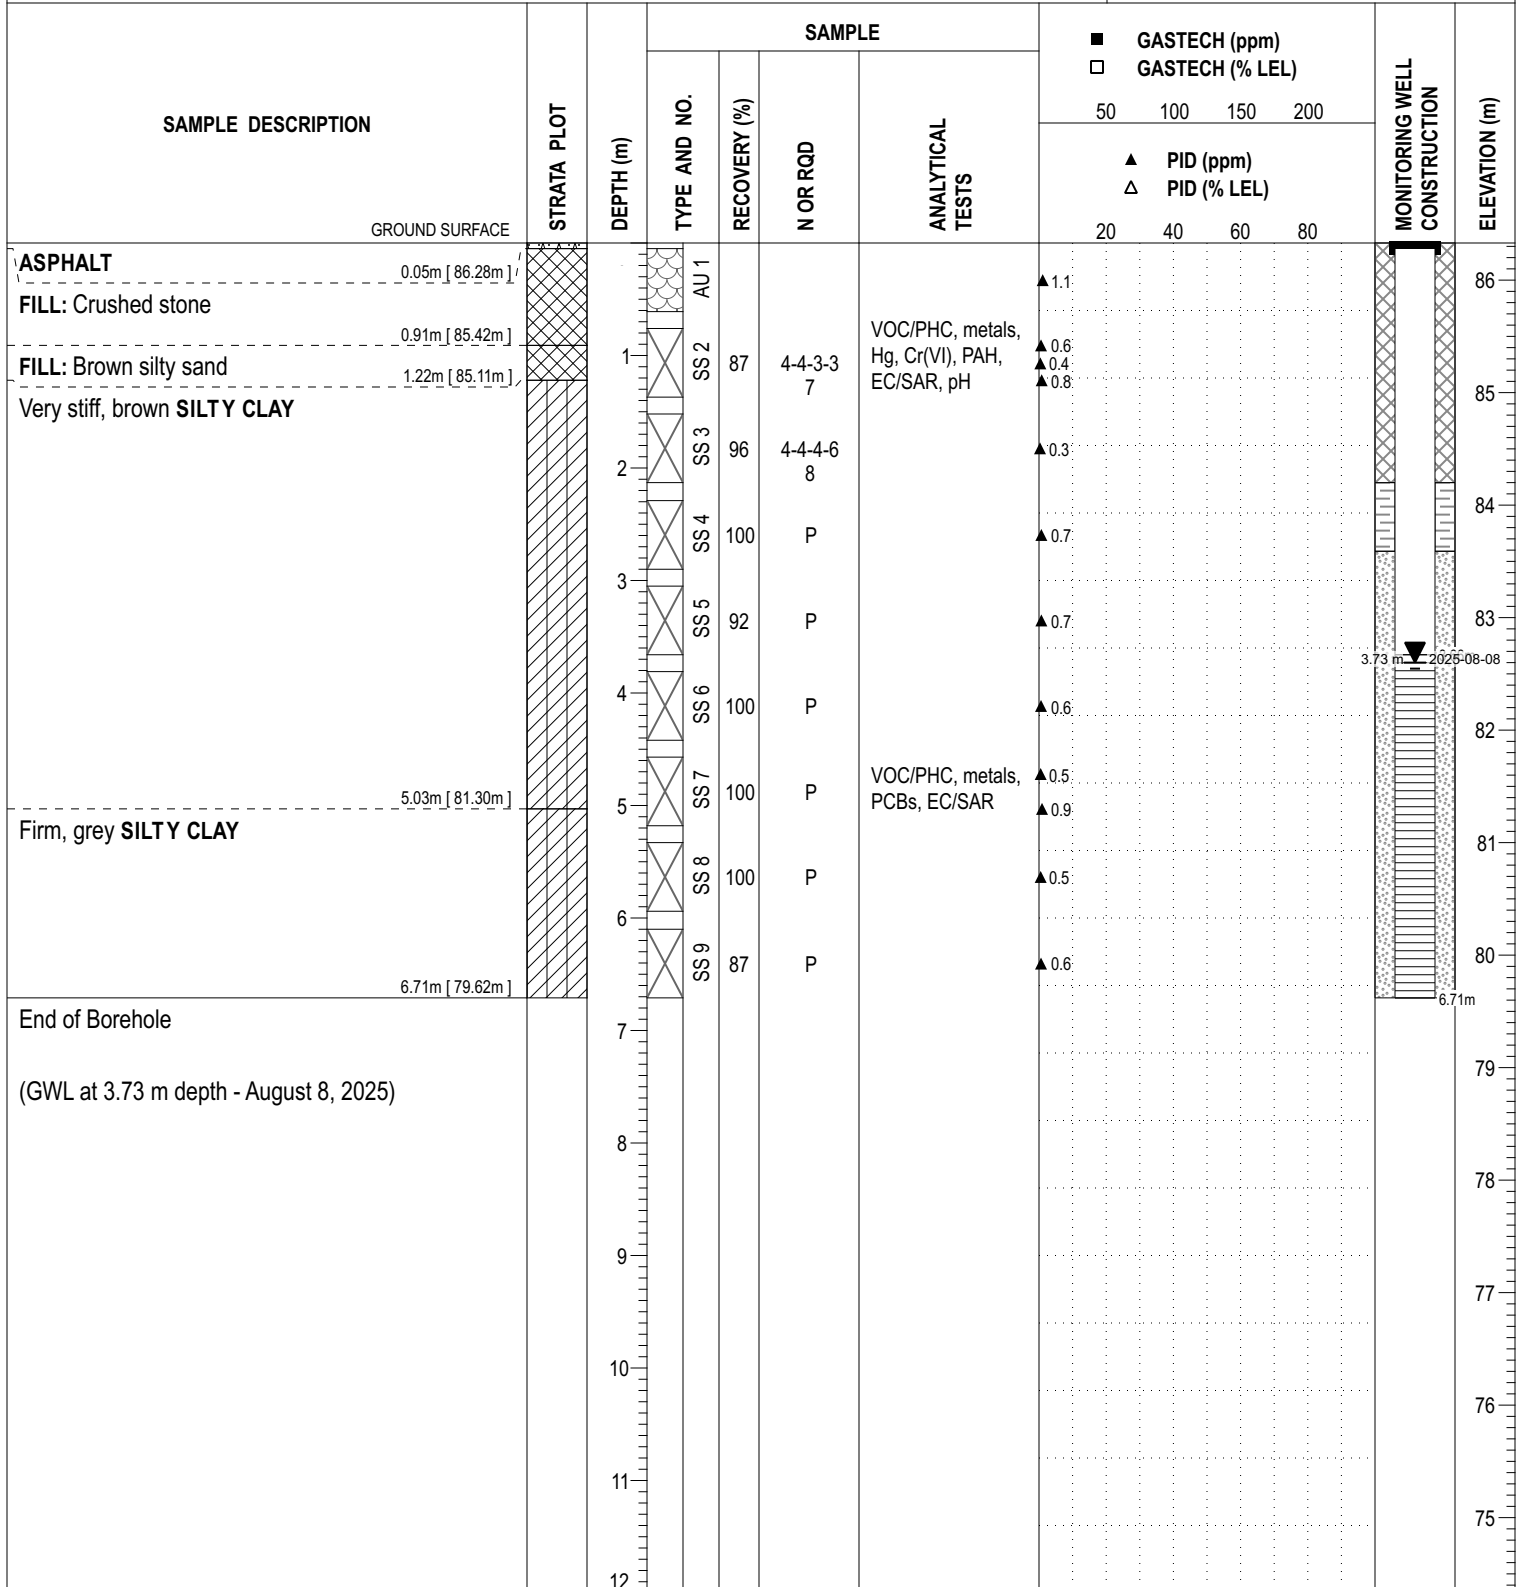 SAMPLE DESCRIPTION
GROUND SURFACE
STRATA PLOT
DEPTH (m)
SAMPLE
TYPE AND NO.
RECOVERY (%)
N OR RQD
ANALYTICAL
TESTS
■ GASTECH (ppm)
□ GASTECH (% LEL)
50 100 150 200
▲ PID (ppm)
△ PID (% LEL)
20 40 60 80
MONITORING WELL
CONSTRUCTION
ELEVATION (m)
ASPHALT
0.05m [ 86.28m ]
FILL: Crushed stone
0.91m [ 85.42m ]
FILL: Brown silty sand
1.22m [ 85.11m ]
Very stiff, brown SILTY CLAY
5.03m [ 81.30m ]
Firm, grey SILTY CLAY
6.71m [ 79.62m ]
End of Borehole
(GWL at 3.73 m depth - August 8, 2025)
1
2
3
4
5
6
7
8
9
10
11
12
AU 1
SS 2
SS 3
SS 4
SS 5
SS 6
SS 7
SS 8
SS 9
87
96
100
92
100
100
100
87
4-4-3-3
7
4-4-4-6
8
P
P
P
P
P
P
VOC/PHC, metals,
Hg, Cr(VI), PAH,
EC/SAR, pH
VOC/PHC, metals,
PCBs, EC/SAR
1.1
0.6
0.4
0.8
0.3
0.7
0.7
0.6
0.5
0.9
0.5
0.6
3.73 m
2025-08-08
6.71m
86
85
84
83
82
81
80
79
78
77
76
75